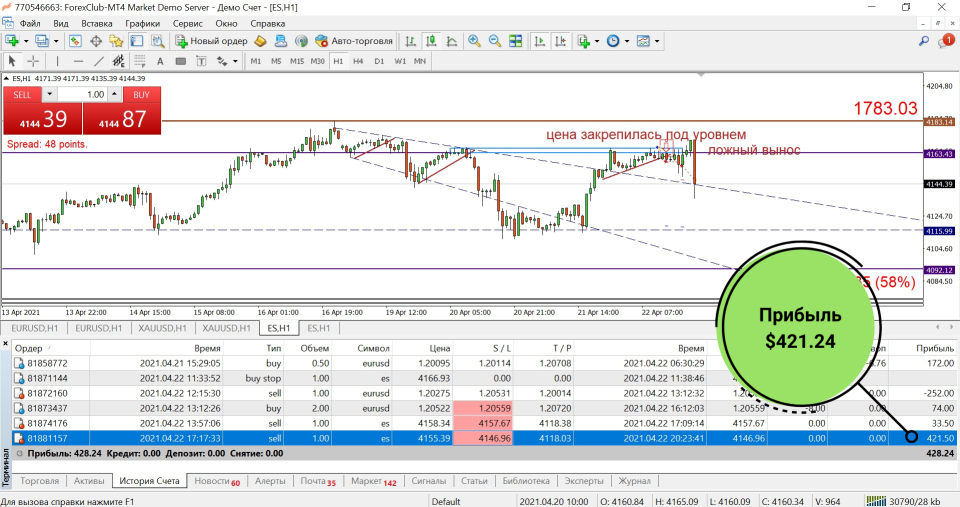 770546663: ForexClub-MT4 Market Demo Server - Демо Счет - [ES,H1]
Файл Вид Вставка Графики Сервис Окно Справка
Новый ордер Авто-торговля
A T M1 M5 M15 M30 H1 H4 D1 W1 MN
ES,H1 4171.39 4171.39 4135.39 4144.39
SELL 1.00 BUY
4144 39 4144 87
Spread: 48 points.
1783.03
цена закрепилась под уровнем
ложный вынос
(58%)
4204.80
4183.14
4163.43
4144.39
4124.70
4115.99
4104.60
4092.12
4084.50
13 Apr 2021 13 Apr 22:00 14 Apr 15:00 15 Apr 08:00 16 Apr 01:00 16 Apr 19:00 19 Apr 12:00 20 Apr 05:00 20 Apr 21:00 21 Apr 14:00 22 Apr 07:00
EURUSD,H1 EURUSD,H1 XAUUSD,H1 XAUUSD,H1 ES,H1 ES,H1
Прибыль
$421.24
Ордер Время Тип Объем Символ Цена S / L T / P Время Прибыль
81858772 2021.04.21 15:29:05 buy 0.50 eurusd 1.20095 1.20114 1.20708 2021.04.22 06:30:29 172.00
81871144 2021.04.22 11:33:52 buy stop 1.00 es 4166.93 0.00 0.00 2021.04.22 11:38:46
81872160 2021.04.22 12:15:30 sell 1.00 eurusd 1.20275 1.20531 1.20014 2021.04.22 13:12:32 -252.00
81873437 2021.04.22 13:12:26 buy 2.00 eurusd 1.20522 1.20559 1.20720 2021.04.22 16:12:03 1.20559 0.00 74.00
81874176 2021.04.22 13:57:06 sell 1.00 es 4158.34 4157.67 4118.38 2021.04.22 17:09:14 4157.67 0.00 0.00 33.50
81881157 2021.04.22 17:17:33 sell 1.00 es 4155.39 4146.96 4118.03 2021.04.22 20:23:41 4146.96 0.00 0.00 421.50
Прибыль: 428.24 Кредит: 0.00 Депозит: 0.00 Снятие: 0.00 428.24
Терминал
Торговля Активы История Счета Новости 60 Алерты Почта 35 Маркет 142 Сигналы Статьи Библиотека Эксперты Журнал
Для вызова справки нажмите F1 Default 2021.04.20 10:00 O: 4160.84 H: 4165.09 L: 4160.09 C: 4160.34 V: 964 30790/28 kb